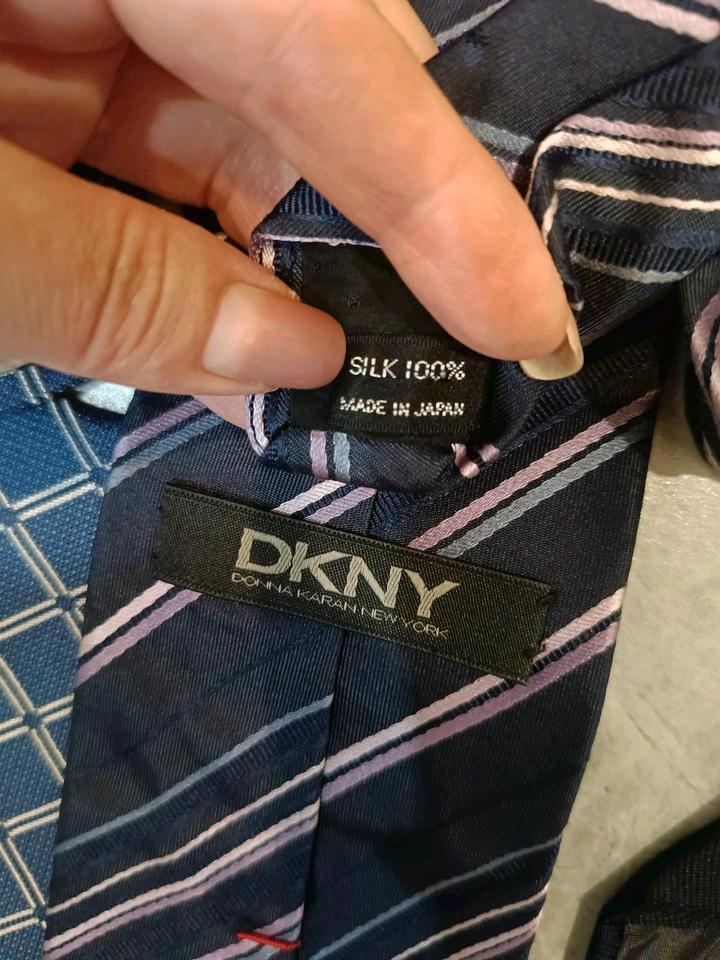 SILK 100%
MADE IN JAPAN
DKNY
DONNA KARAN NEW YORK